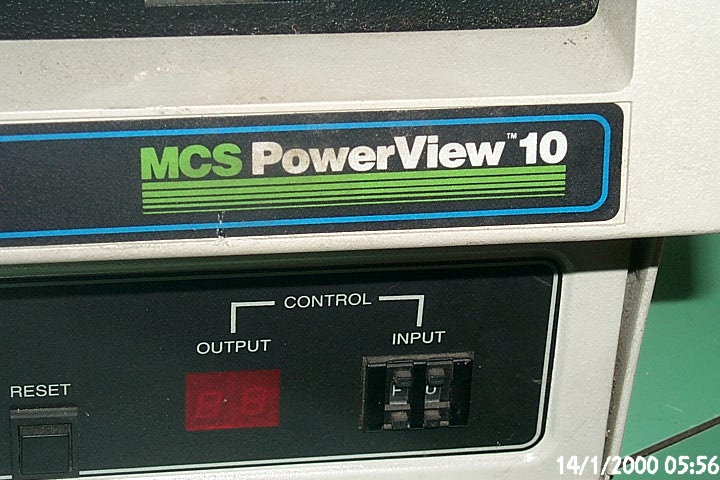 MCS PowerView™ 10
CONTROL
OUTPUT INPUT
RESET
14/1/2000 05:56